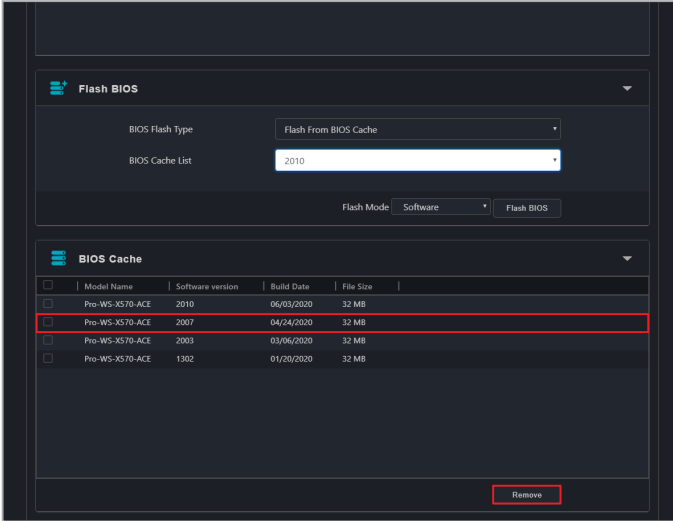 Flash BIOS
BIOS Flash Type Flash From BIOS Cache
BIOS Cache List 2010
Flash Mode Software Flash BIOS
BIOS Cache
Model Name Software version Build Date File Size
Pro-WS-X570-ACE 2010 06/03/2020 32 MB
Pro-WS-X570-ACE 2007 04/24/2020 32 MB
Pro-WS-X570-ACE 2003 03/06/2020 32 MB
Pro-WS-X570-ACE 1302 01/20/2020 32 MB
Remove